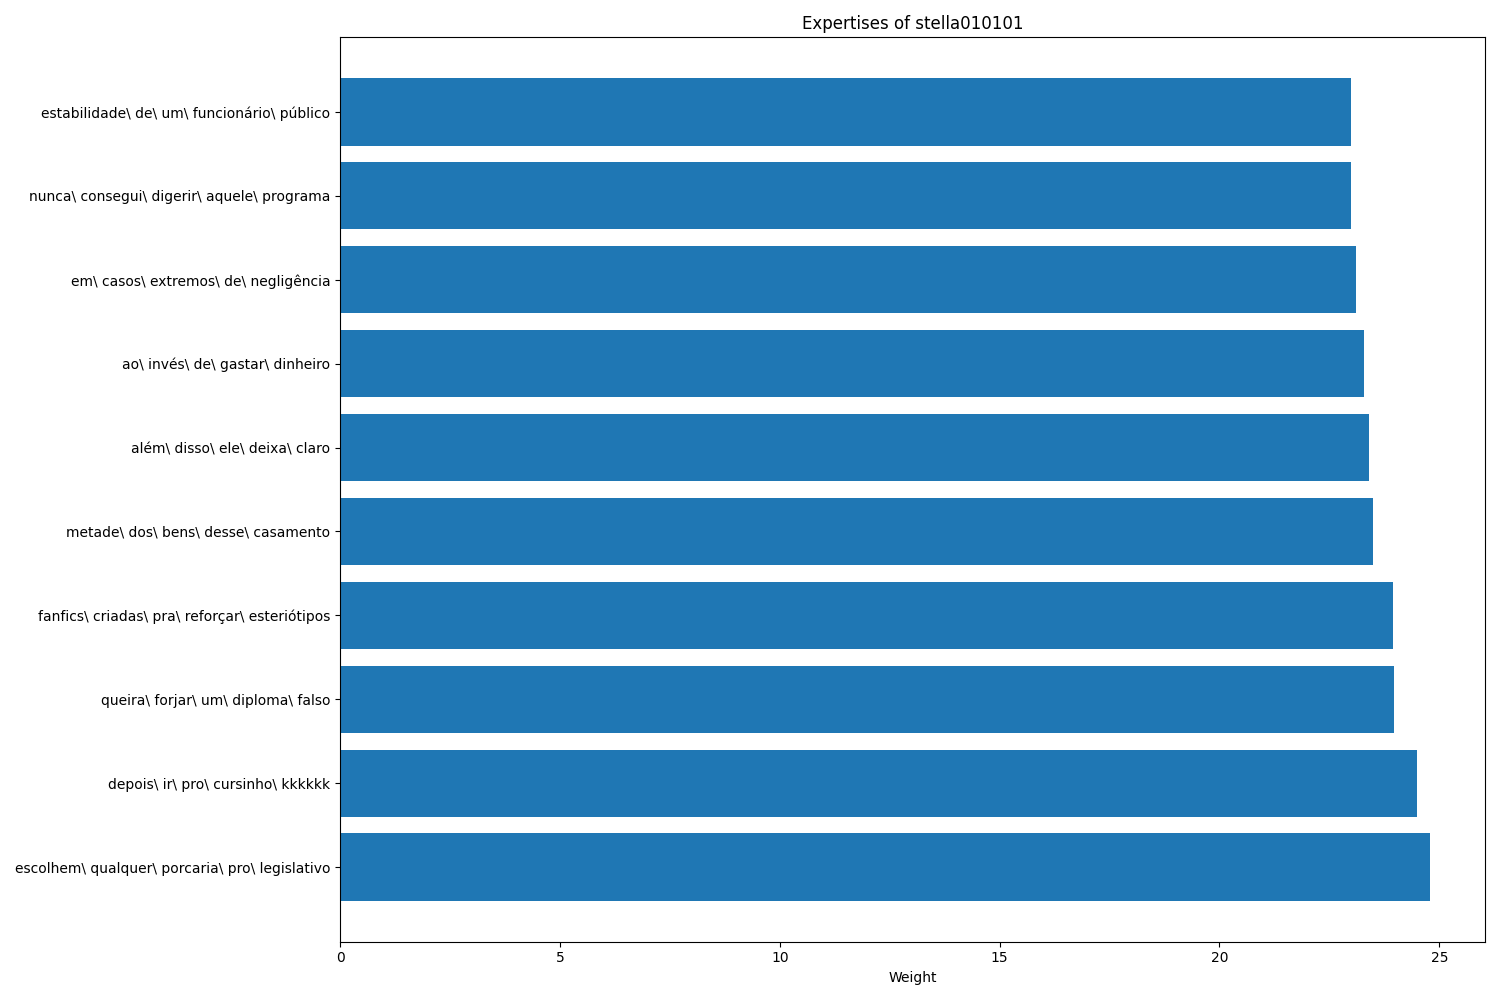 Expertises of stella010101
estabilidade\ de\ um\ funcionário\ público
nunca\ consegui\ digerir\ aquele\ programa
em\ casos\ extremos\ de\ negligência
ao\ invés\ de\ gastar\ dinheiro
além\ disso\ ele\ deixa\ claro
metade\ dos\ bens\ desse\ casamento
fanfics\ criadas\ pra\ reforçar\ esteriótipos
queira\ forjar\ um\ diploma\ falso
depois\ ir\ pro\ cursinho\ kkkkkk
escolhem\ qualquer\ porcaria\ pro\ legislativo
0 5 10 15 20 25
Weight